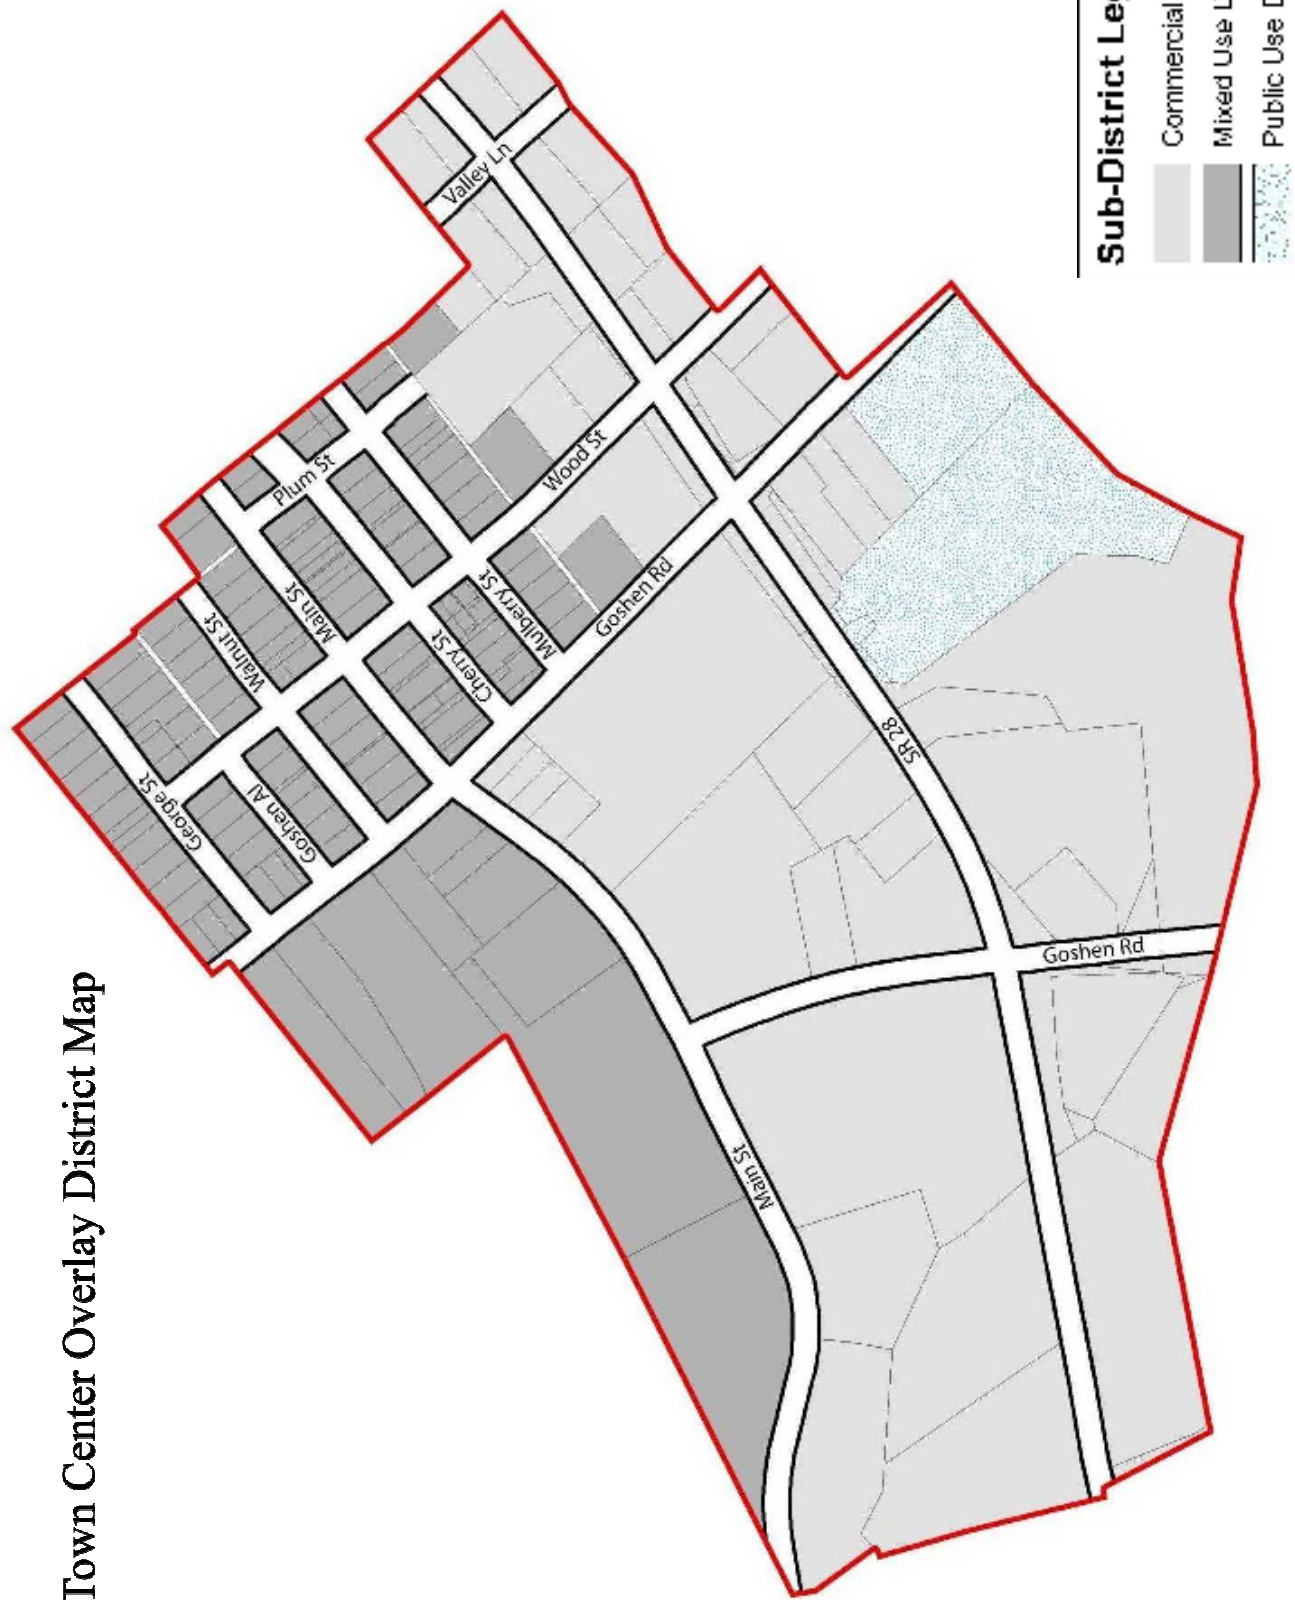 Town Center Overlay District Map
Valley Ln
Plum St
Wood St
Main St
Walnut St
Mulberry St
Cherry St
Goshen Rd
George St
Goshen Al
SR 28
Goshen Rd
Main St
Sub-District Leg
Commercial
Mixed Use D
Public Use D